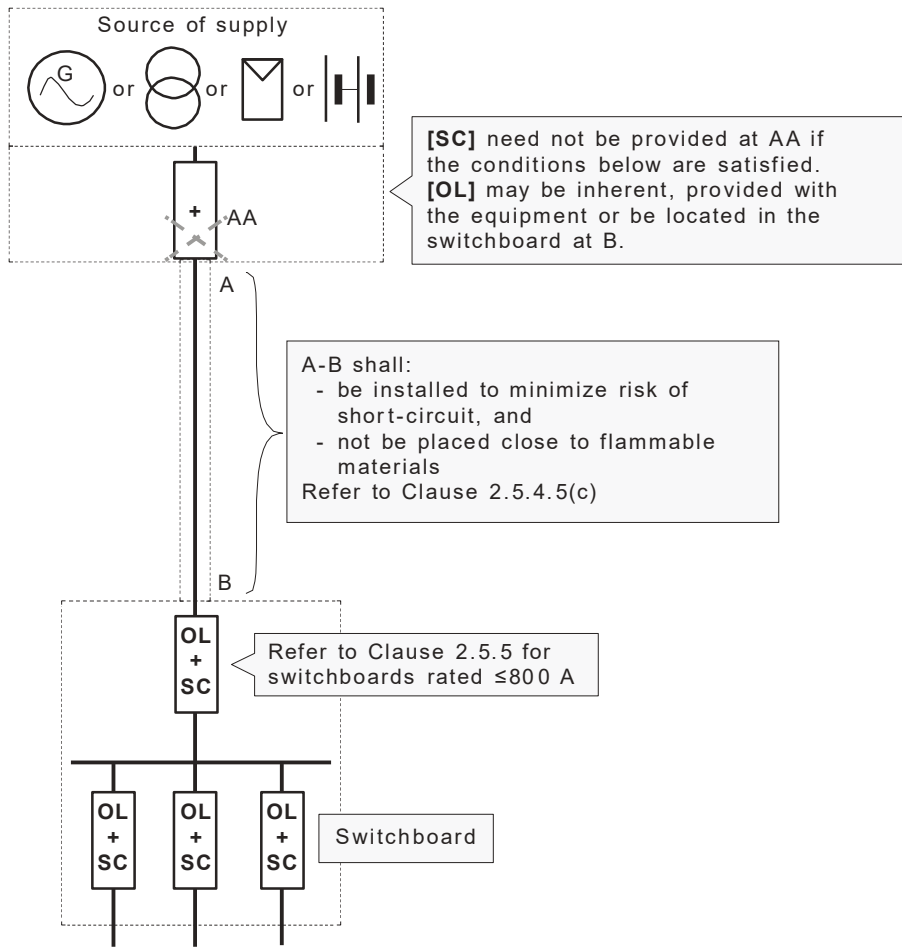 Source of supply
G or or or
[SC] need not be provided at AA if
the conditions below are satisfied.
[OL] may be inherent, provided with
the equipment or be located in the
switchboard at B.
+
AA
A
A-B shall:
- be installed to minimize risk of
short-circuit, and
- not be placed close to flammable
materials
Refer to Clause 2.5.4.5(c)
B
OL
+
SC
Refer to Clause 2.5.5 for
switchboards rated ≤800 A
OL OL OL
+ + +
SC SC SC
Switchboard